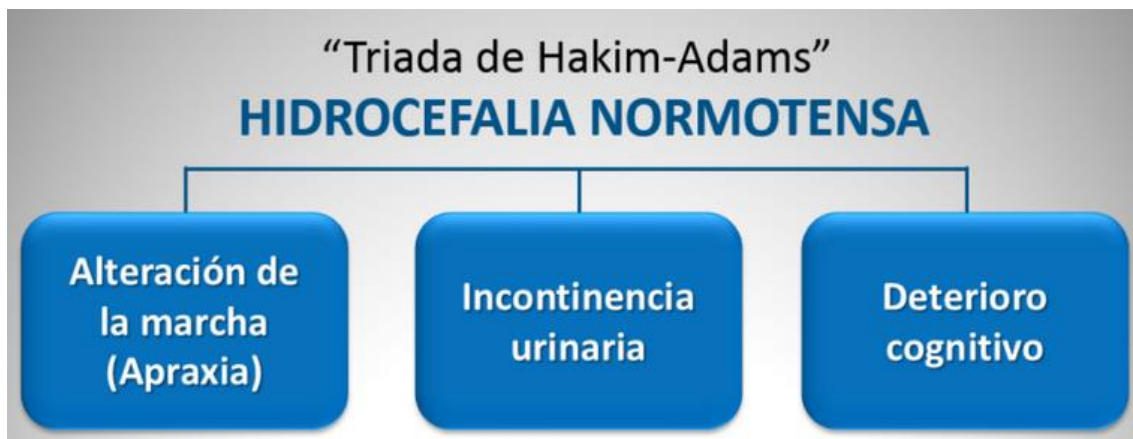 “Triada de Hakim-Adams”
HIDROCEFALIA NORMOTENSA
Alteración de
la marcha
(Apraxia)
Incontinencia
urinaria
Deterioro
cognitivo